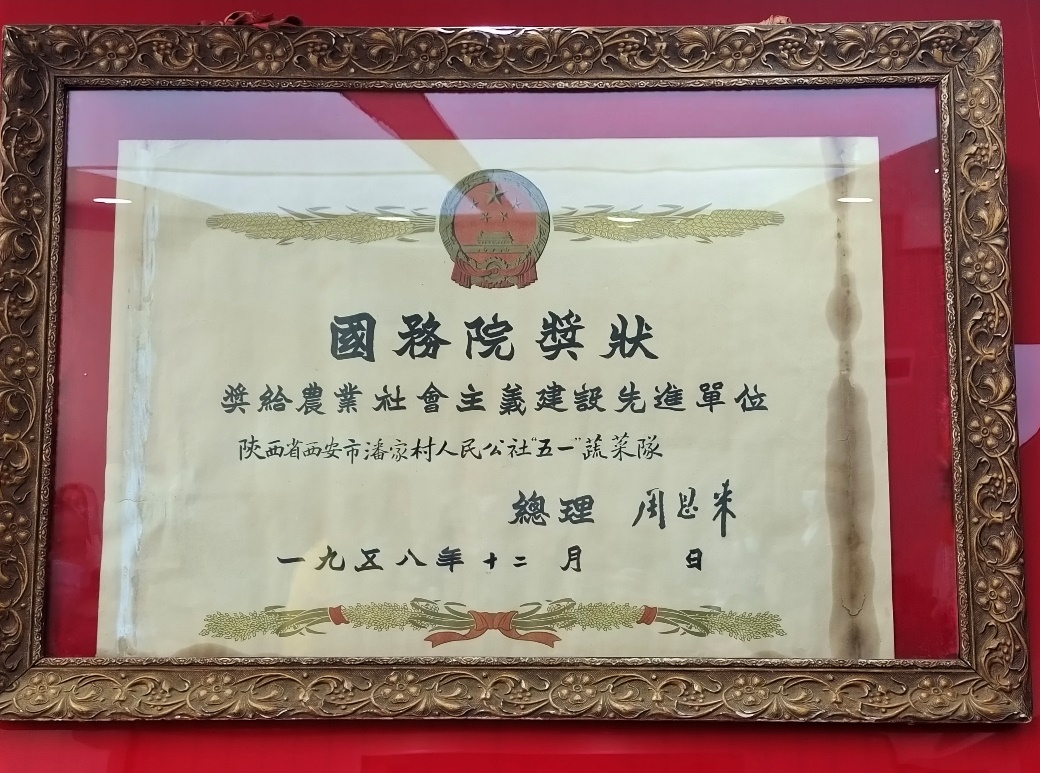 國務院奬狀
奬給農業社會主義建設先進單位
陝西省西安市潘家村人民公社“五一”蔬菜隊
總理 周恩来
一九五八年十二月 日